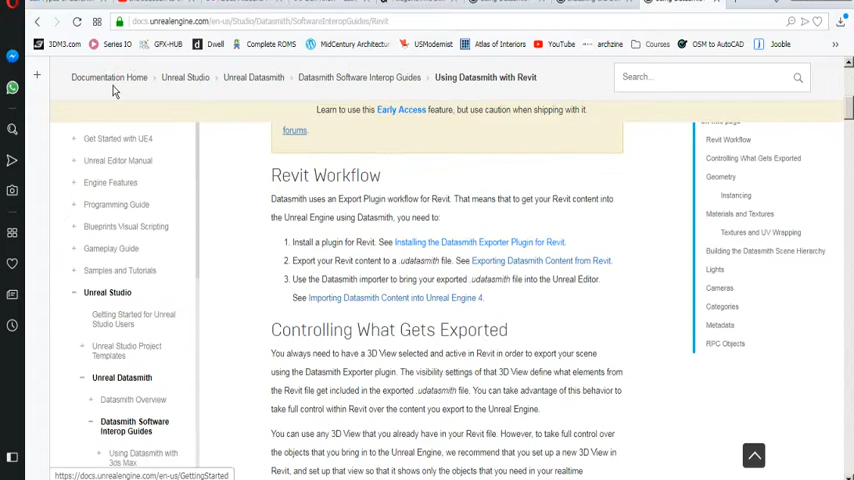 docs.unrealengine.com/en-us/Studio/Datasmith/SoftwareInteropGuides/Revit
3DM3.com
Series IO
GFX-HUB
Dwell
Complete ROMS
MidCentury Architectu
USModernist
Atlas of Interiors
YouTube
archzine
Courses
OSM to AutoCAD
Jooble
Documentation Home
Unreal Studio
Unreal Datasmith
Datasmith Software Interop Guides
Using Datasmith with Revit
Search...
Learn to use this Early Access feature, but use caution when shipping with it.
Get Started with UE4
Unreal Editor Manual
Engine Features
Programming Guide
Blueprints Visual Scripting
Gameplay Guide
Samples and Tutorials
Unreal Studio
Getting Started for Unreal
Studio Users
Unreal Studio Project
Templates
Unreal Datasmith
Datasmith Overview
Datasmith Software
Interop Guides
Using Datasmith with
3ds Max
https://docs.unrealengine.com/en-us/GettingStarted
forums.
Revit Workflow
Datasmith uses an Export Plugin workflow for Revit. That means that to get your Revit content into
the Unreal Engine using Datasmith, you need to:
1. Install a plugin for Revit. See Installing the Datasmith Exporter Plugin for Revit.
2. Export your Revit content to a .udatasmith file. See Exporting Datasmith Content from Revit.
3. Use the Datasmith importer to bring your exported .udatasmith file into the Unreal Editor.
See Importing Datasmith Content into Unreal Engine 4.
Controlling What Gets Exported
You always need to have a 3D View selected and active in Revit in order to export your scene
using the Datasmith Exporter plugin. The visibility settings of that 3D View define what elements from
the Revit file get included in the exported .udatasmith file. You can take advantage of this behavior to
take full control within Revit over the content you export to the Unreal Engine.
You can use any 3D View that you already have in your Revit file. However, to take full control over
the objects that you bring in to the Unreal Engine, we recommend that you set up a new 3D View in
Revit, and set up that view so that it shows only the objects that you need in your realtime
Revit Workflow
Controlling What Gets Exported
Geometry
Instancing
Materials and Textures
Textures and UV Wrapping
Building the Datasmith Scene Hierarchy
Lights
Cameras
Categories
Metadata
RPC Objects